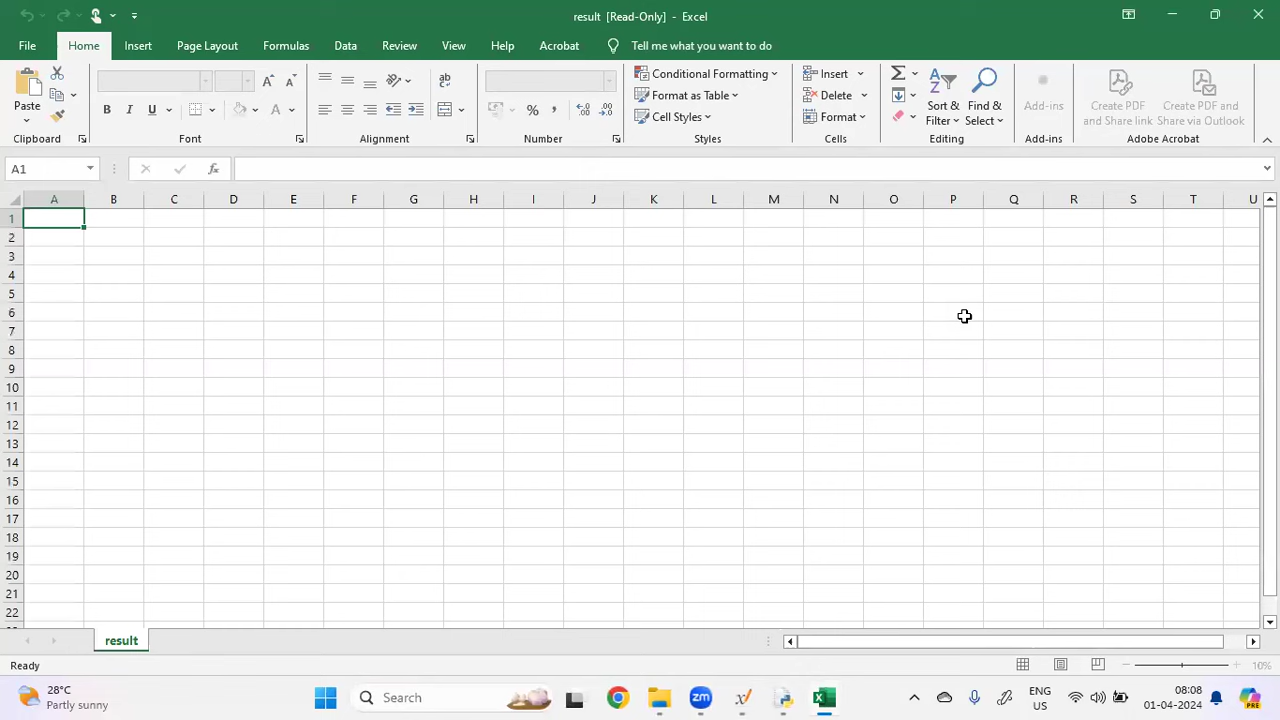 result [Read-Only] - Excel
File Home Insert Page Layout Formulas Data Review View Help Acrobat Tell me what you want to do
Paste
Clipboard
B I U A
Font
ab
Alignment
% ,
Number
Conditional Formatting
Format as Table
Cell Styles
Styles
Insert
Delete
Format
Cells
Sort & Filter
Find & Select
Editing
Add-ins
Add-ins
Create PDF and Share link
Create PDF and Share via Outlook
Adobe Acrobat
A1
fx
A B C D E F G H I J K L M N O P Q R S T U
1
2
3
4
5
6
7
8
9
10
11
12
13
14
15
16
17
18
19
20
21
22
result
Ready
10%
28°C
Partly sunny
Search
zm
ENG
US
08:08
01-04-2024
PRE